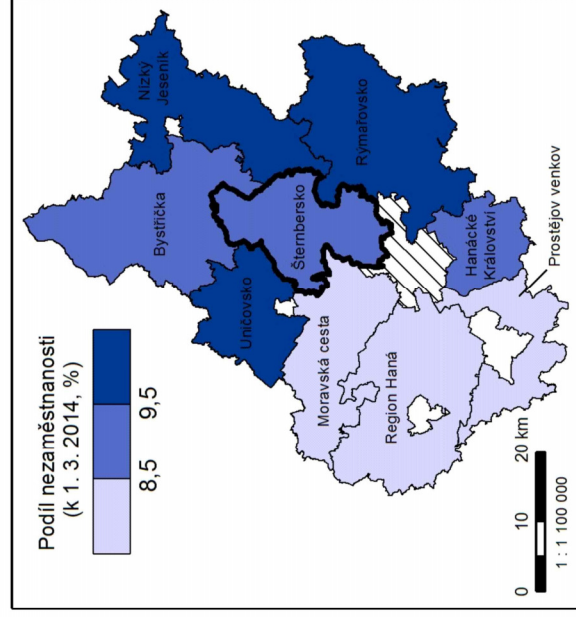 Podíl nezaměstnanosti
(k 1. 3. 2014, %)
8,5
9,5
Nízký
Jeseník
Bystřička
Rýmařovsko
Šternbersko
Uničovsko
Hanácké
Království
Moravská cesta
Region Haná
Prostějov venkov
0
10
20 km
1 : 1 100 000